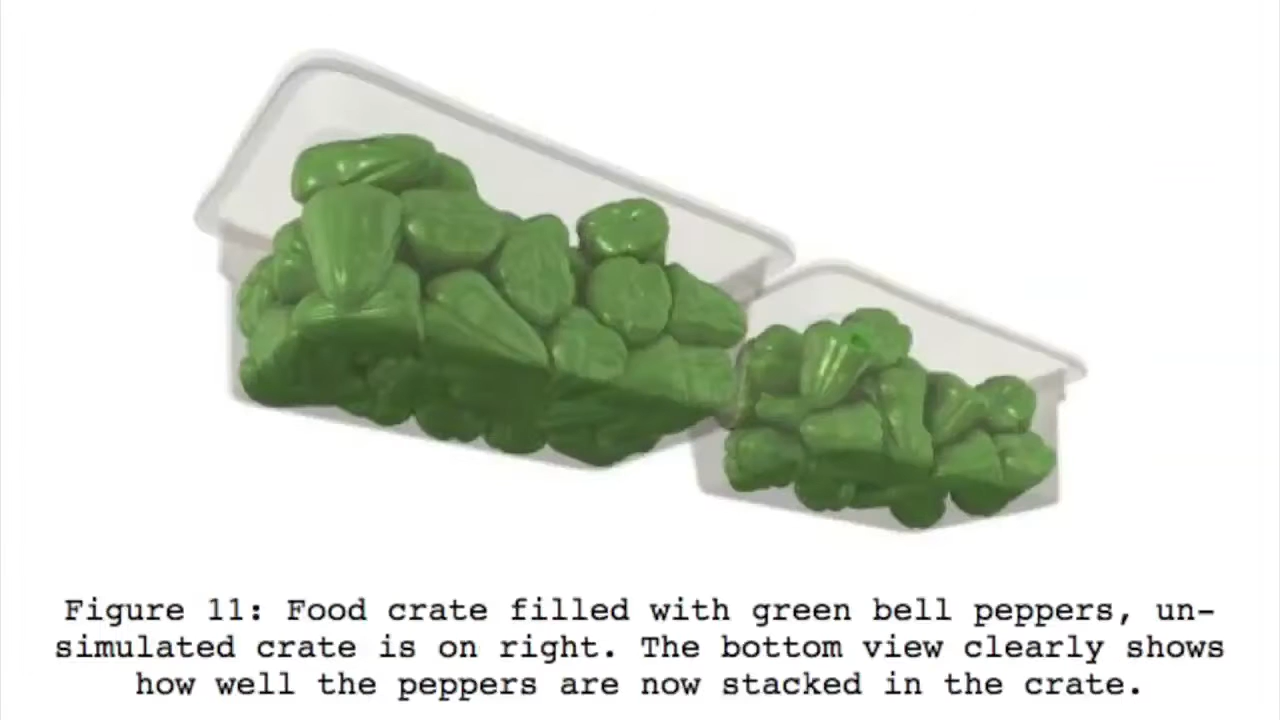 Figure 11: Food crate filled with green bell peppers, un-
simulated crate is on right. The bottom view clearly shows
how well the peppers are now stacked in the crate.